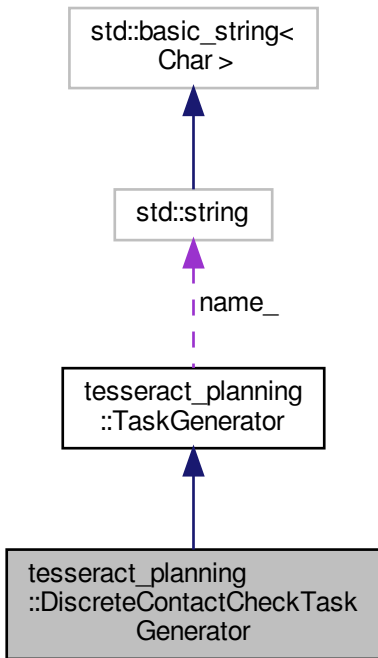 std::basic_string<
Char >
std::string
name_
tesseract_planning
::TaskGenerator
tesseract_planning
::DiscreteContactCheckTask
Generator